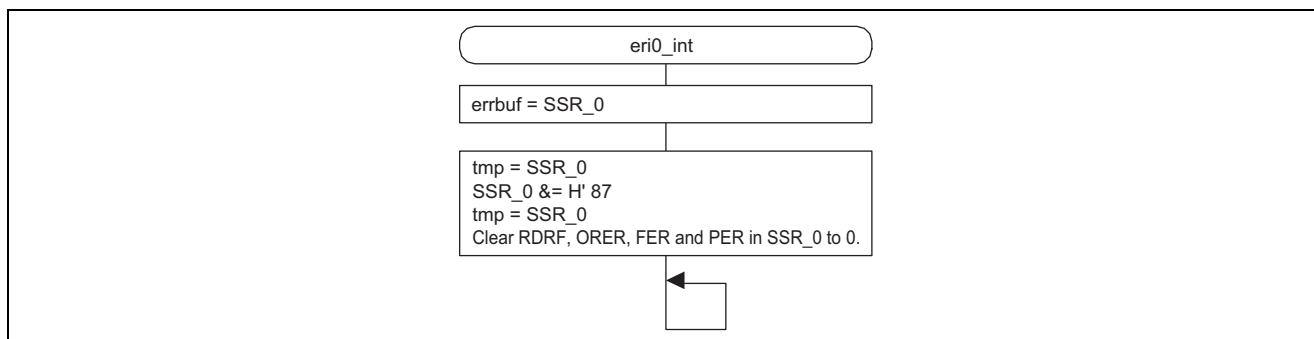 eri0_int
errbuf = SSR_0
tmp = SSR_0
SSR_0 &= H' 87
tmp = SSR_0
Clear RDRF, ORER, FER and PER in SSR_0 to 0.